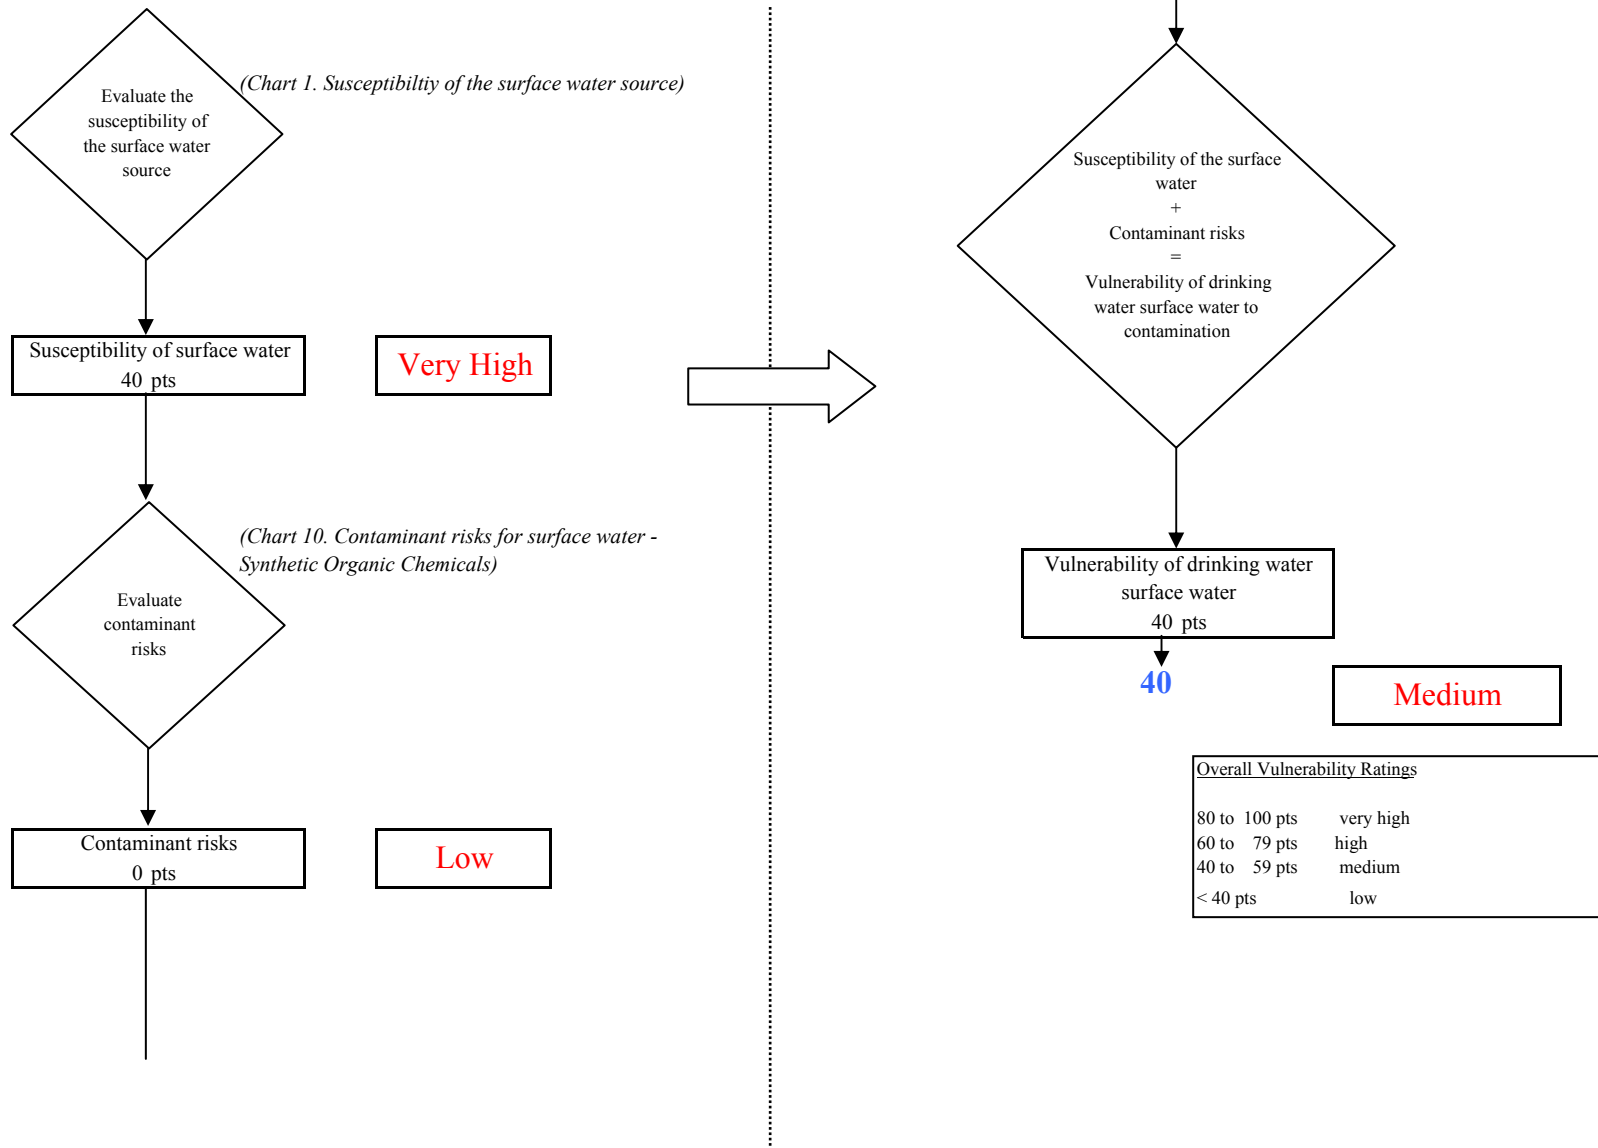 Evaluate the
susceptibility of
the surface water
source
(Chart 1. Susceptibiltiy of the surface water source)
Susceptibility of surface water
40 pts
Very High
(Chart 10. Contaminant risks for surface water -
Synthetic Organic Chemicals)
Evaluate
contaminant
risks
Contaminant risks
0 pts
Low
Susceptibility of the surface
water
+
Contaminant risks
=
Vulnerability of drinking
water surface water to
contamination
Vulnerability of drinking water
surface water
40 pts
40
Medium
Overall Vulnerability Ratings
80 to 100 pts very high
60 to 79 pts high
40 to 59 pts medium
< 40 pts low